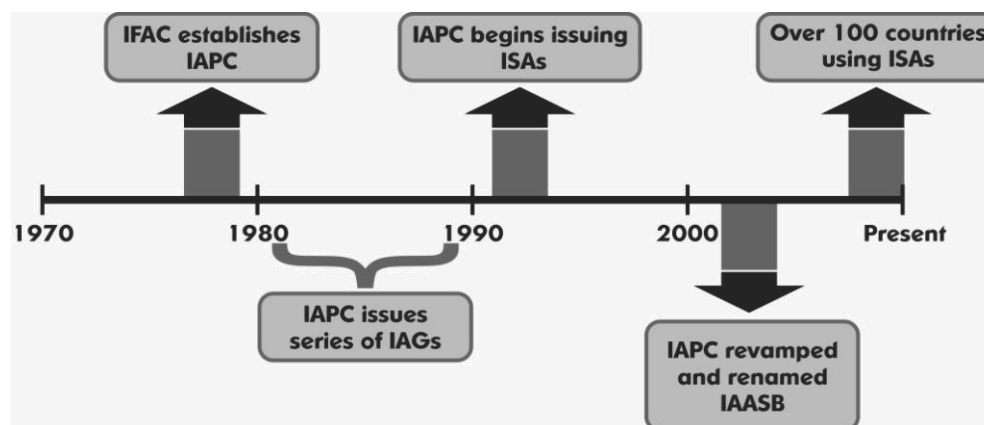 IFAC establishes
IAPC
IAPC begins issuing
ISAs
Over 100 countries
using ISAs
1970
1980
1990
2000
Present
IAPC issues
series of IAGs
IAPC revamped
and renamed
IAASB